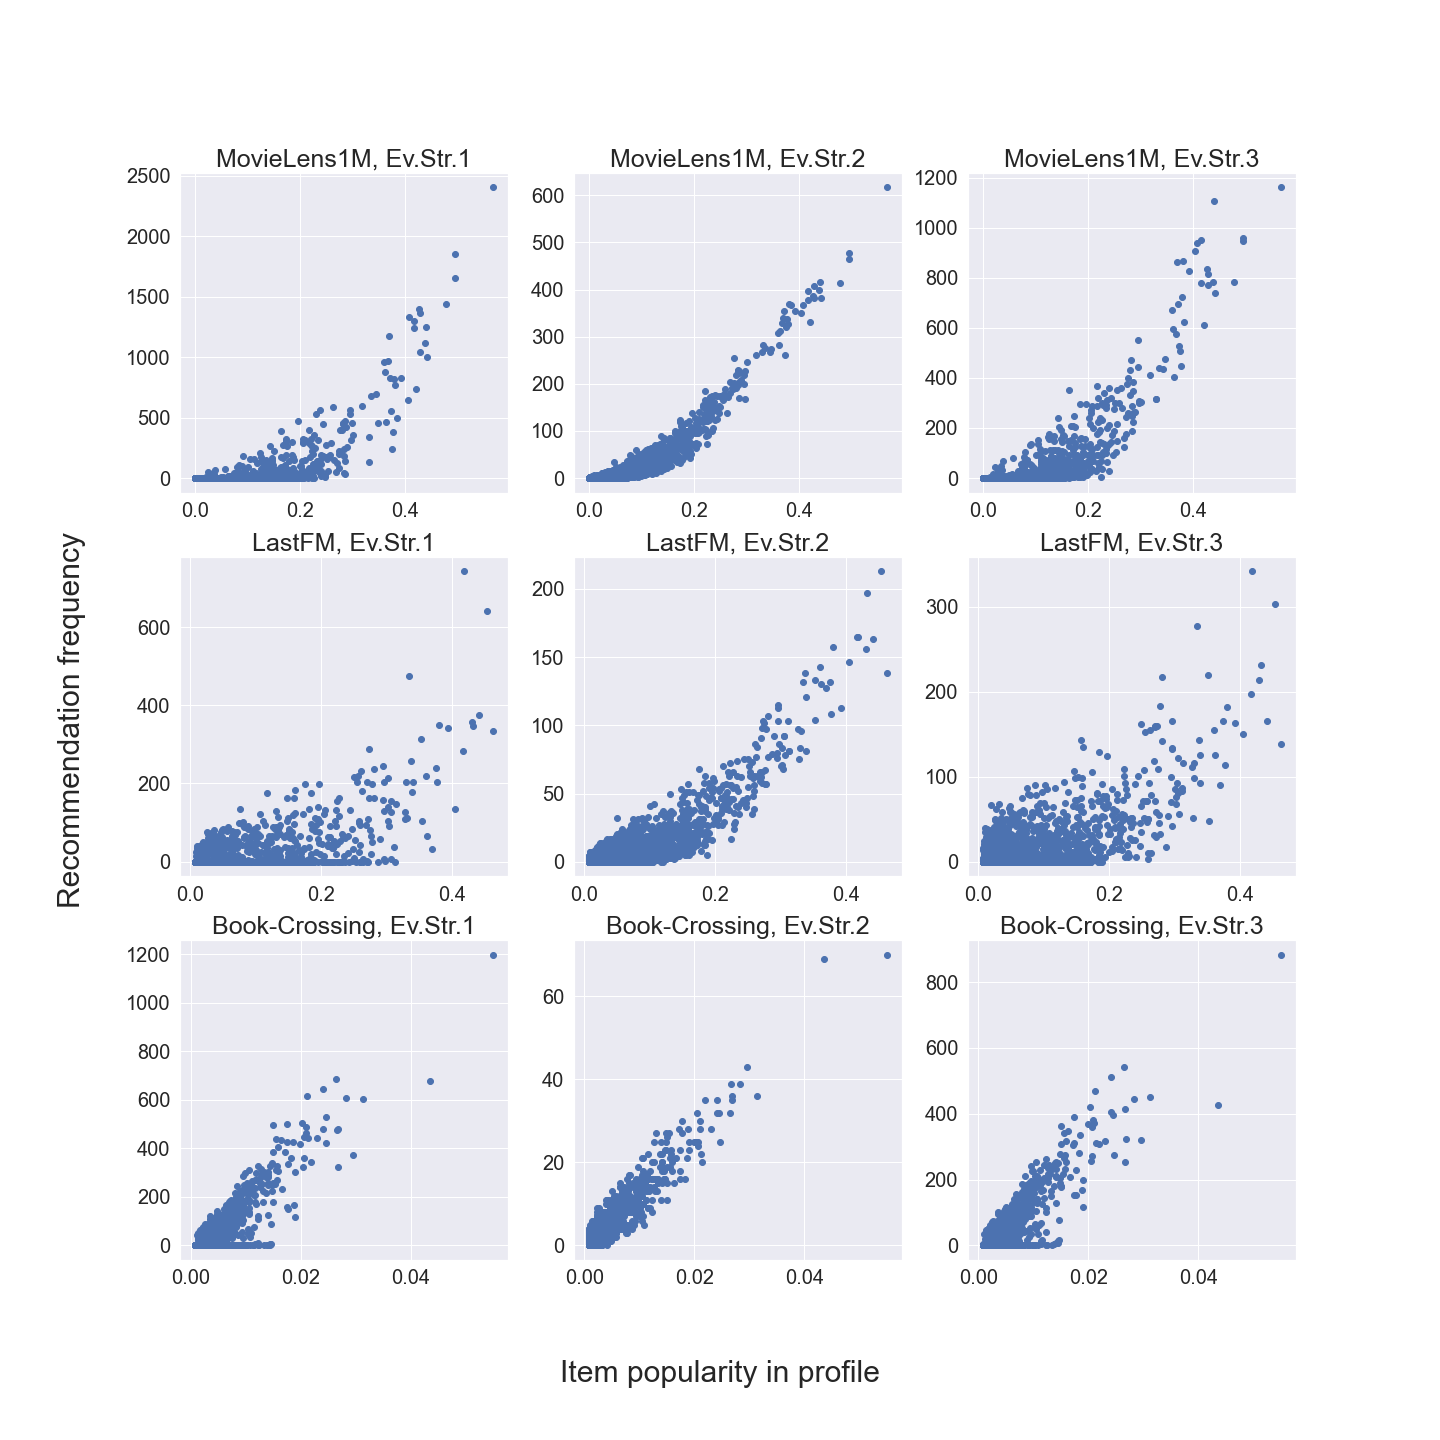 MovieLens1M, Ev.Str.1
MovieLens1M, Ev.Str.2
MovieLens1M, Ev.Str.3
2500
2000
1500
1000
500
0
0.0 0.2 0.4
600
500
400
300
200
100
0
0.0 0.2 0.4
1200
1000
800
600
400
200
0
0.0 0.2 0.4
LastFM, Ev.Str.1
LastFM, Ev.Str.2
LastFM, Ev.Str.3
600
400
200
0
0.0 0.2 0.4
200
150
100
50
0
0.0 0.2 0.4
300
200
100
0
0.0 0.2 0.4
Book-Crossing, Ev.Str.1
Book-Crossing, Ev.Str.2
Book-Crossing, Ev.Str.3
1200
1000
800
600
400
200
0
0.00 0.02 0.04
60
40
20
0
0.00 0.02 0.04
800
600
400
200
0
0.00 0.02 0.04
Recommendation frequency
Item popularity in profile